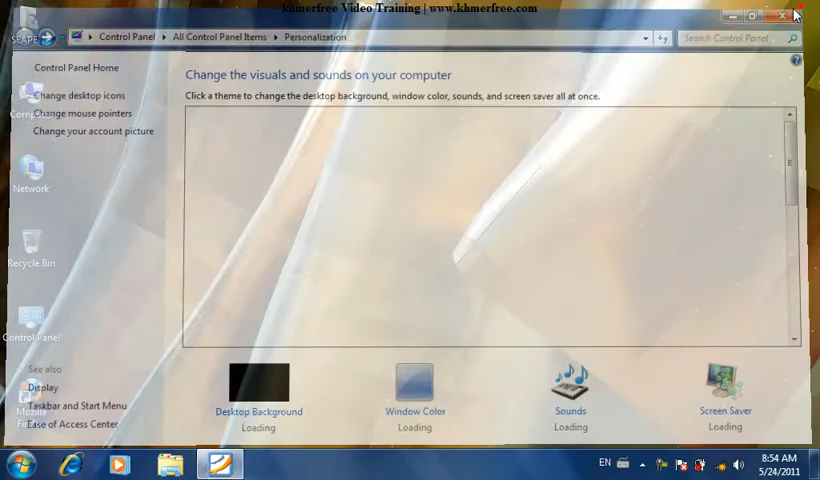 khmerfree Video Training | www.khmerfree.com
Control Panel
All Control Panel Items
Personalization
Search Control Panel
Control Panel Home
Change desktop icons
Change mouse pointers
Change your account picture
Change the visuals and sounds on your computer
Click a theme to change the desktop background, window color, sounds, and screen saver all at once.
Network
Recycle Bin
Control Panel
See also
Display
Taskbar and Start Menu
Ease of Access Center
Mozilla
Desktop Background
Loading
Window Color
Loading
Sounds
Loading
Screen Saver
Loading
EN
8:54 AM
5/24/2011